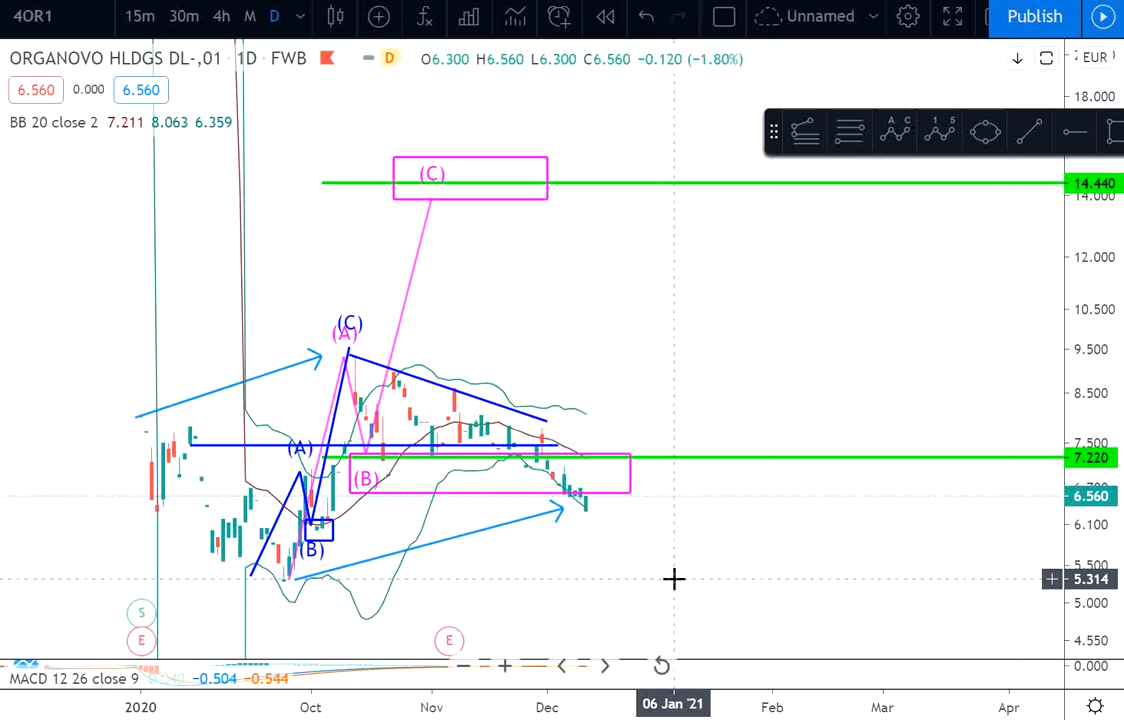 4OR1 15m 30m 4h M D Unnamed Publish
ORGANOVO HLDGS DL-,01 · 1D · FWB D O6.300 H6.560 L6.300 C6.560 −0.120 (−1.80%) EUR
6.560 0.000 6.560
BB 20 close 2 7.211 8.063 6.359
A C 1 5
18.000
(C)
14.440
14.000
12.000
10.500
(C)
(A)
9.500
8.500
(A)
7.500
7.220
(B)
6.560
6.100
(B)
5.500
5.314
5.000
S
E E
4.550
0.000
MACD 12 26 close 9 −0.504 −0.544
2020 Oct Nov Dec 06 Jan '21 Feb Mar Apr